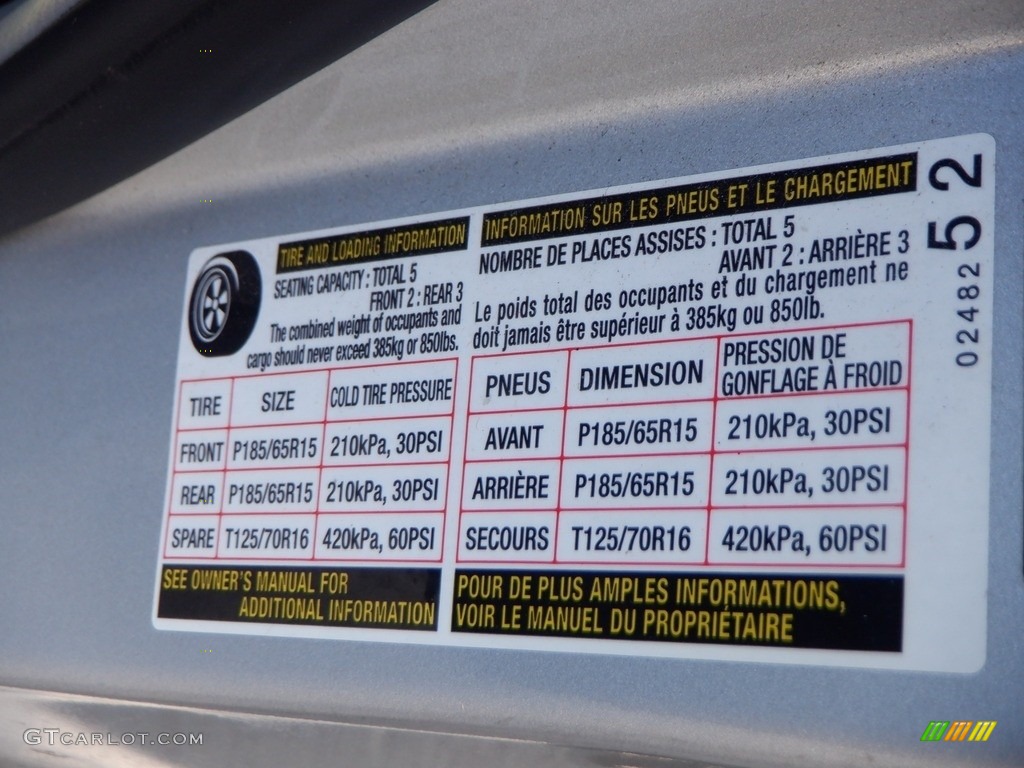 TIRE AND LOADING INFORMATION
SEATING CAPACITY : TOTAL 5
FRONT 2 : REAR 3
The combined weight of occupants and
cargo should never exceed 385kg or 850lbs.
TIRE SIZE COLD TIRE PRESSURE
FRONT P185/65R15 210kPa, 30PSI
REAR P185/65R15 210kPa, 30PSI
SPARE T125/70R16 420kPa, 60PSI
SEE OWNER'S MANUAL FOR
ADDITIONAL INFORMATION
INFORMATION SUR LES PNEUS ET LE CHARGEMENT
NOMBRE DE PLACES ASSISES : TOTAL 5
AVANT 2 : ARRIÈRE 3
Le poids total des occupants et du chargement ne
doit jamais être supérieur à 385kg ou 850lb.
PNEUS DIMENSION PRESSION DE
GONFLAGE À FROID
AVANT P185/65R15 210kPa, 30PSI
ARRIÈRE P185/65R15 210kPa, 30PSI
SECOURS T125/70R16 420kPa, 60PSI
POUR DE PLUS AMPLES INFORMATIONS,
VOIR LE MANUEL DU PROPRIÉTAIRE
02482 52
GTCARLOT.COM